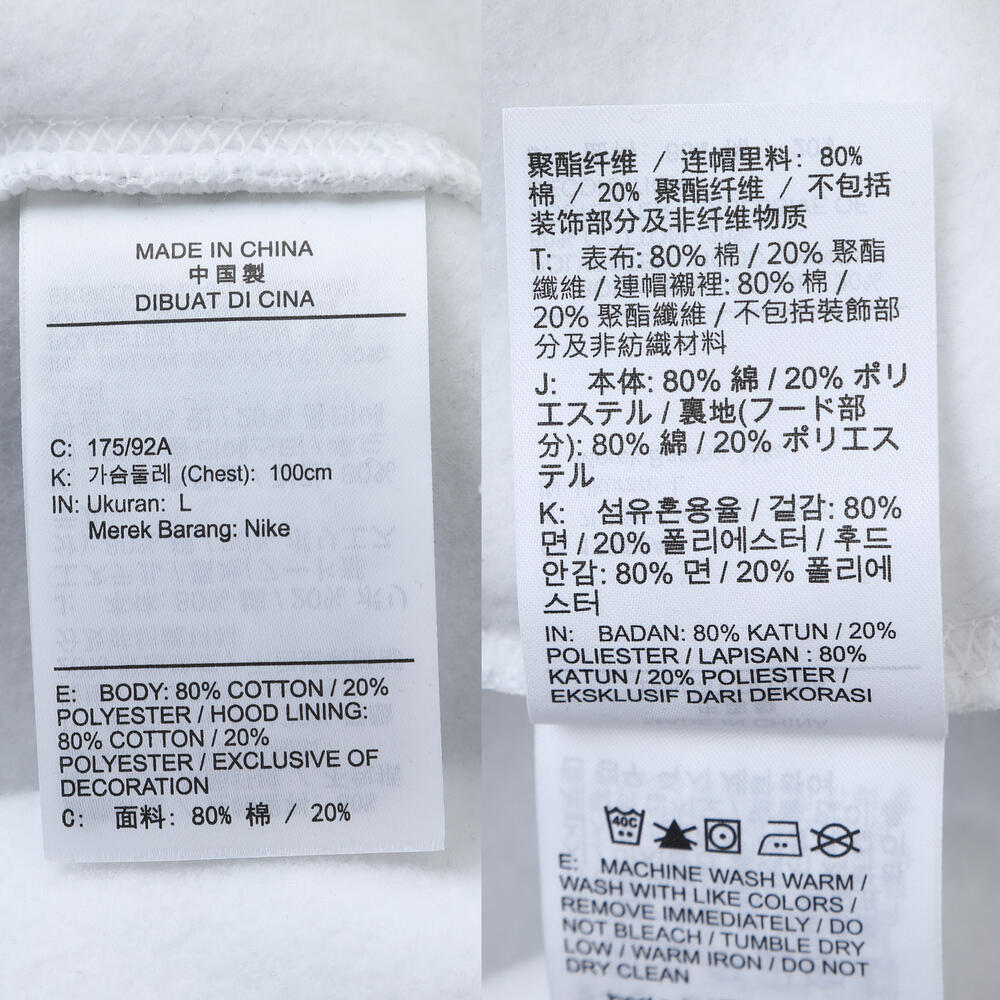 MADE IN CHINA
中国製
DIBUAT DI CINA
C: 175/92A
K: 가슴둘레 (Chest): 100cm
IN: Ukuran: L
Merek Barang: Nike
E: BODY: 80% COTTON / 20%
POLYESTER / HOOD LINING:
80% COTTON / 20%
POLYESTER / EXCLUSIVE OF
DECORATION
C: 面料: 80% 棉 / 20%
聚酯纤维 / 连帽里料: 80%
棉 / 20% 聚酯纤维 / 不包括
装饰部分及非纤维物质
T: 表布: 80% 棉 / 20% 聚酯
纖維 / 連帽襯裡: 80% 棉 /
20% 聚酯纖維 / 不包括裝飾部
分及非紡織材料
J: 本体: 80% 綿 / 20% ポリ
エステル / 裏地(フード部
分): 80% 綿 / 20% ポリエス
テル
K: 섬유혼용율 / 겉감: 80%
면 / 20% 폴리에스터 / 후드
안감: 80% 면 / 20% 폴리에
스터
IN: BADAN: 80% KATUN / 20%
POLIESTER / LAPISAN : 80%
KATUN / 20% POLIESTER /
EKSKLUSIF DARI DEKORASI
40C
E: MACHINE WASH WARM /
WASH WITH LIKE COLORS /
REMOVE IMMEDIATELY / DO
NOT BLEACH / TUMBLE DRY
LOW / WARM IRON / DO NOT
DRY CLEAN